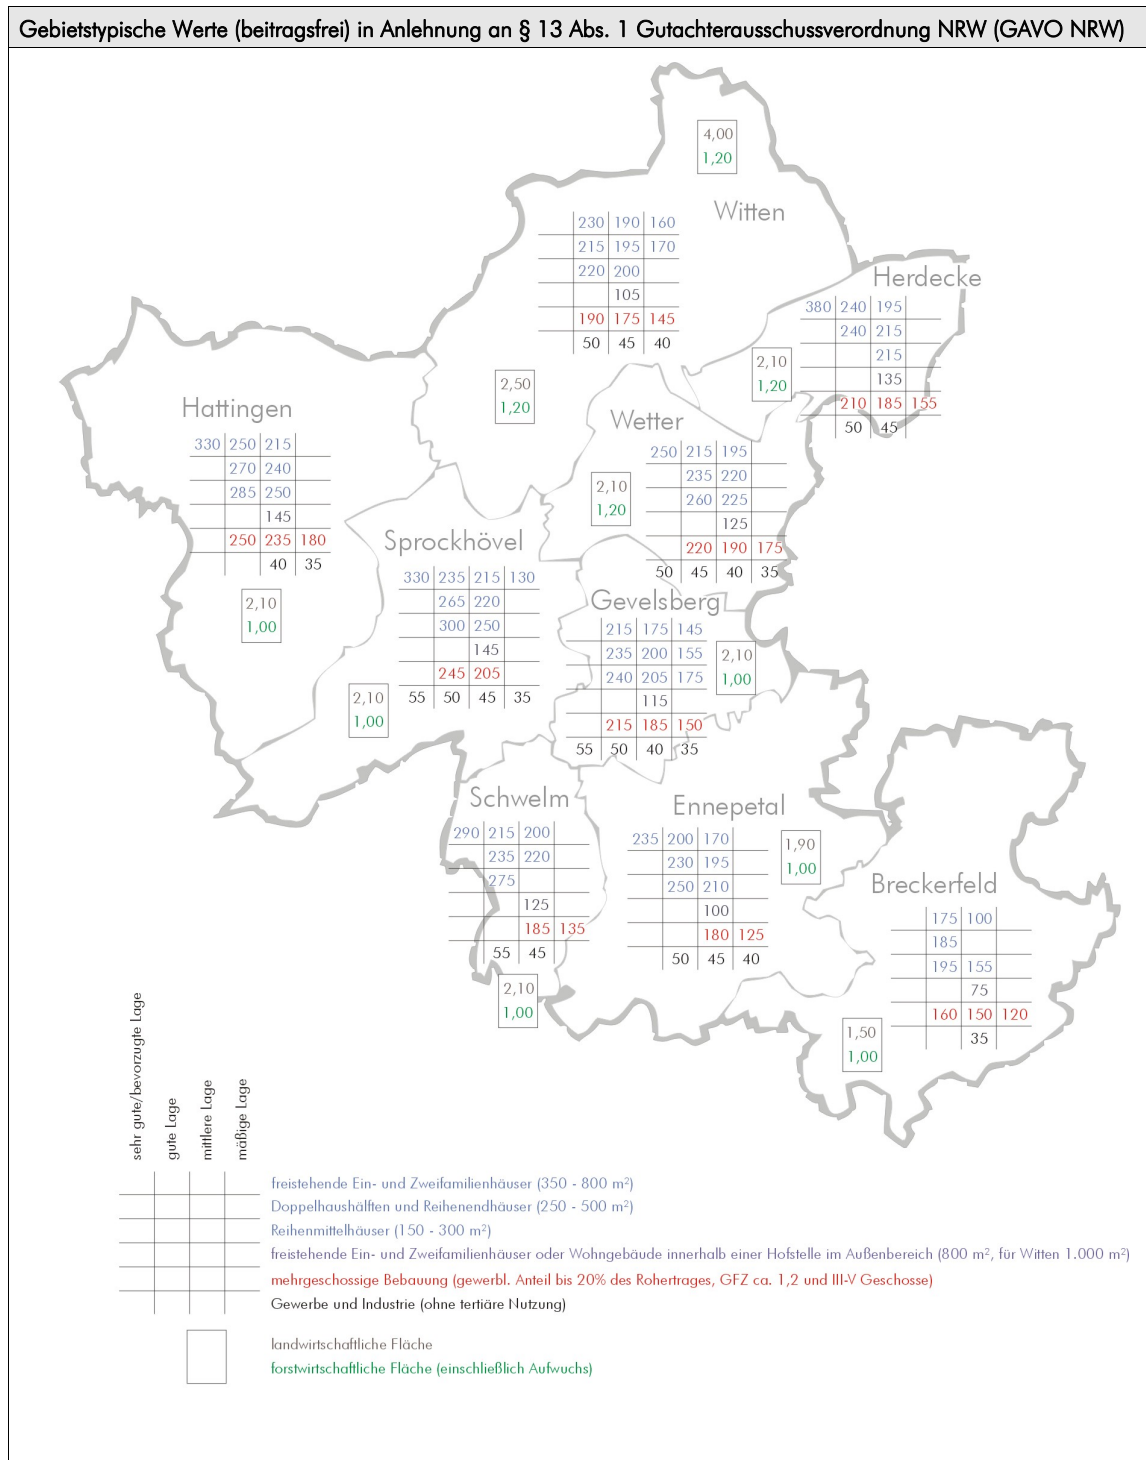 Gebietstypische Werte (beitragsfrei) in Anlehnung an § 13 Abs. 1 Gutachterausschussverordnung NRW (GAVO NRW)
4,00
1,20
Witten
230 190 160
215 195 170
220 200
105
190 175 145
50 45 40
Herdecke
380 240 195
240 215
215
135
210 185 155
50 45
2,10
1,20
2,50
1,20
Hattingen
330 250 215
270 240
285 250
145
250 235 180
40 35
2,10
1,00
Wetter
250 215 195
235 220
260 225
125
220 190 175
50 45 40 35
2,10
1,20
Sprockhövel
330 235 215 130
265 220
300 250
145
245 205
55 50 45 35
2,10
1,00
Gevelsberg
215 175 145
235 200 155
240 205 175
115
215 185 150
55 50 40 35
2,10
1,00
Schwelm
290 215 200
235 220
275
125
185 135
55 45
2,10
1,00
Ennepetal
235 200 170
230 195
250 210
100
180 125
50 45 40
1,90
1,00
Breckerfeld
175 100
185
195 155
75
160 150 120
35
1,50
1,00
sehr gute/bevorzugte Lage
gute Lage
mittlere Lage
mäßige Lage
freistehende Ein- und Zweifamilienhäuser (350 - 800 m²)
Doppelhaushälften und Reihenendhäuser (250 - 500 m²)
Reihenmittelhäuser (150 - 300 m²)
freistehende Ein- und Zweifamilienhäuser oder Wohngebäude innerhalb einer Hofstelle im Außenbereich (800 m², für Witten 1.000 m²)
mehrgeschossige Bebauung (gewerbl. Anteil bis 20% des Rohertrages, GFZ ca. 1,2 und III-V Geschosse)
Gewerbe und Industrie (ohne tertiäre Nutzung)
landwirtschaftliche Fläche
forstwirtschaftliche Fläche (einschließlich Aufwuchs)